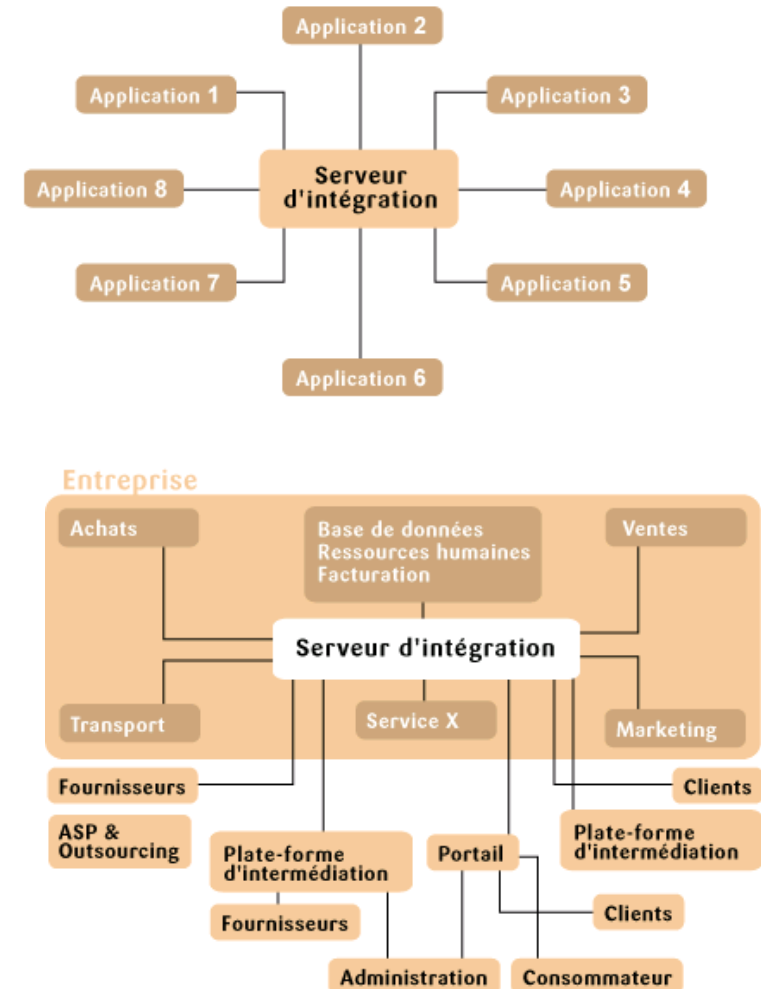 Application 2
Application 1
Application 3
Serveur
d'intégration
Application 8
Application 4
Application 7
Application 5
Application 6
Entreprise
Achats
Base de données
Ressources humaines
Facturation
Ventes
Serveur d'intégration
Transport
Service X
Marketing
Fournisseurs
Clients
ASP &
Outsourcing
Plate-forme
d'intermédiation
Portail
Plate-forme
d'intermédiation
Fournisseurs
Clients
Administration
Consommateur